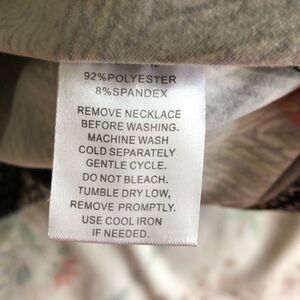 92%POLYESTER
8%SPANDEX
REMOVE NECKLACE
BEFORE WASHING.
MACHINE WASH
COLD SEPARATELY
GENTLE CYCLE.
DO NOT BLEACH.
TUMBLE DRY LOW,
REMOVE PROMPTLY.
USE COOL IRON
IF NEEDED.